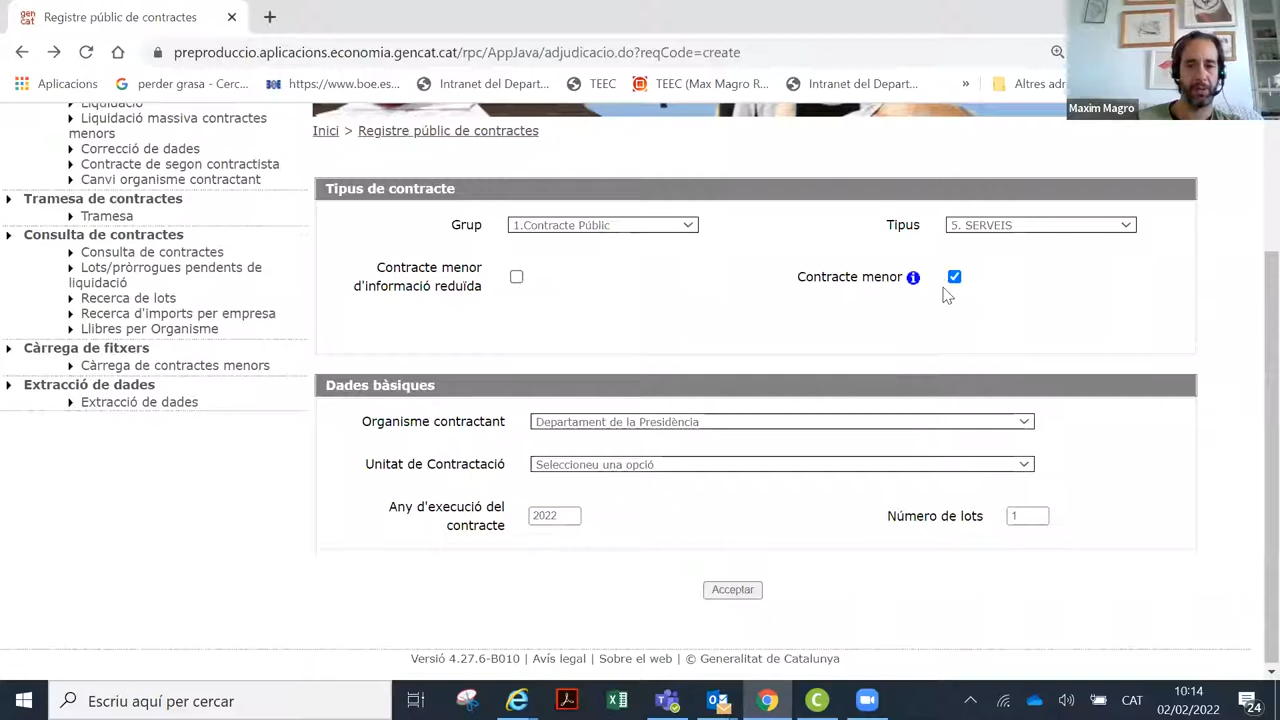 gen
cat
Registre públic de contractes
preproduccio.aplicacions.economia.gencat.cat/rpc/AppJava/adjudicacio.do?reqCode=create
Aplicacions
perder grasa - Cerc...
https://www.boe.es...
Intranet del Depart...
TEEC
TEEC (Max Magro R...
Intranet del Depart...
»
Altres adr
Maxim Magro
Liquidació
Liquidació massiva contractes
menors
Correcció de dades
Contracte de segon contractista
Canvi organisme contractant
Tramesa de contractes
Tramesa
Consulta de contractes
Consulta de contractes
Lots/pròrrogues pendents de
liquidació
Recerca de lots
Recerca d'imports per empresa
Llibres per Organisme
Càrrega de fitxers
Càrrega de contractes menors
Extracció de dades
Extracció de dades
Inici > Registre públic de contractes
Tipus de contracte
Grup 1.Contracte Públic
Tipus 5. SERVEIS
Contracte menor
d'informació reduïda
Contracte menor i
Dades bàsiques
Organisme contractant Departament de la Presidència
Unitat de Contractació Seleccioneu una opció
Any d'execució del
contracte 2022
Número de lots 1
Acceptar
Versió 4.27.6-B010 | Avís legal | Sobre el web | © Generalitat de Catalunya
Escriu aquí per cercar
CAT
10:14
02/02/2022
24